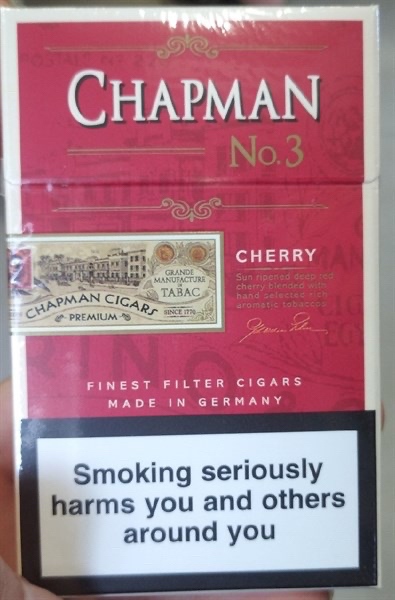 CHAPMAN
No.3
GRANDE
MANUFACTURE
DE
TABAC
SINCE 1770
CHAPMAN CIGARS
PREMIUM
CHERRY
Sun ripened deep red
cherry blended with
hand selected rich
aromatic tobaccos
FINEST FILTER CIGARS
MADE IN GERMANY
Smoking seriously
harms you and others
around you